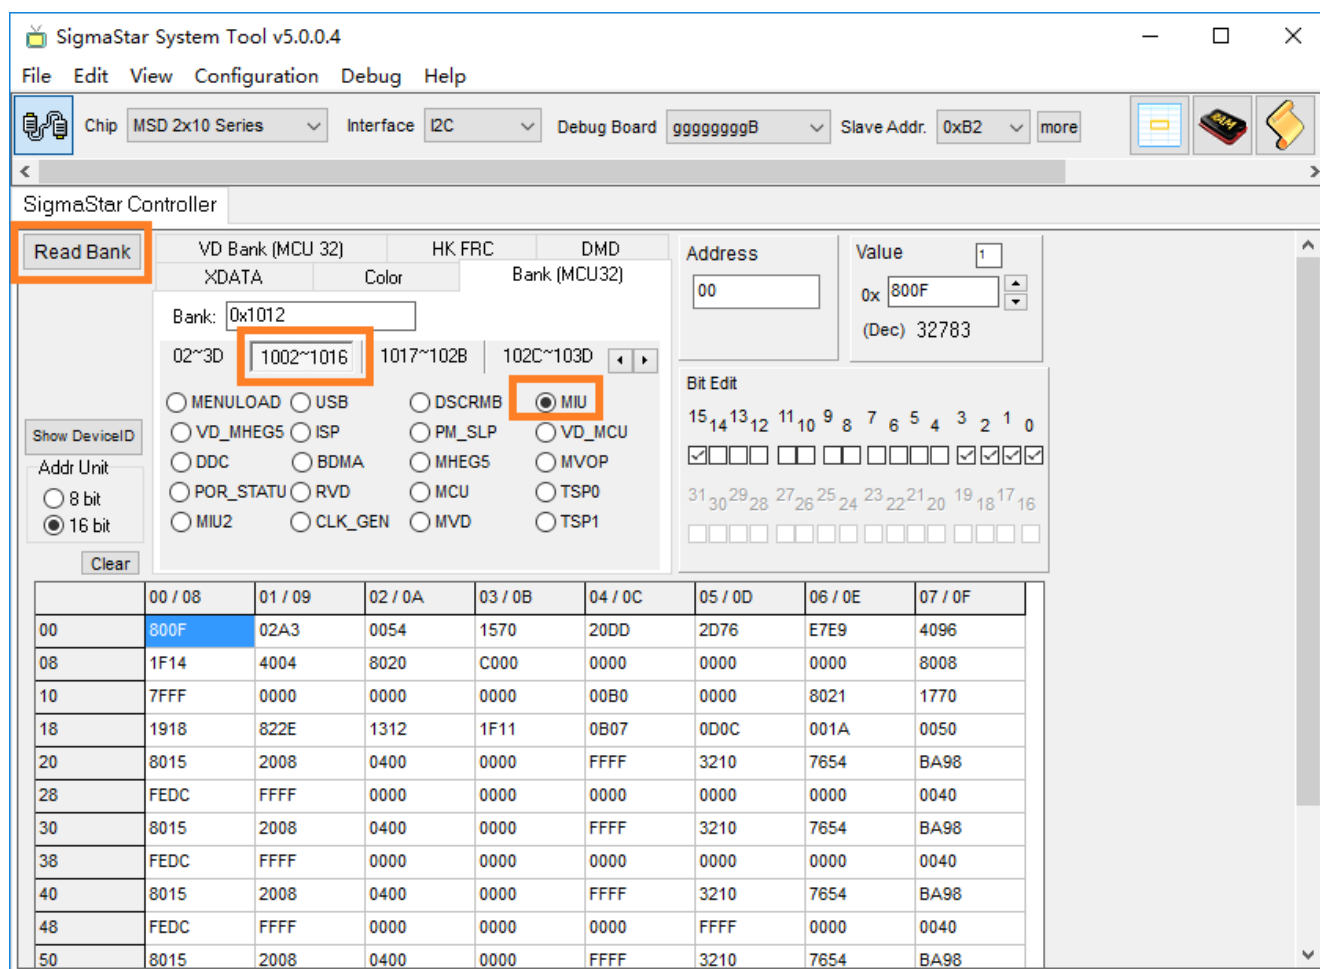 SigmaStar System Tool v5.0.0.4
File Edit View Configuration Debug Help
Chip MSD 2x10 Series Interface I2C Debug Board ggggggggB Slave Addr. 0xB2 more
RAM
SigmaStar Controller
Read Bank VD Bank (MCU 32) HK FRC DMD Address Value 1
XDATA Color Bank (MCU32)
00 0x 800F
Bank: 0x1012
(Dec) 32783
02~3D 1002~1016 1017~102B 102C~103D
Bit Edit
MENULOAD USB DSCRMB MIU
15 14 13 12 11 10 9 8 7 6 5 4 3 2 1 0
Show DeviceID VD_MHEG5 ISP PM_SLP VD_MCU
Addr Unit DDC BDMA MHEG5 MVOP
8 bit POR_STATU RVD MCU TSP0
31 30 29 28 27 26 25 24 23 22 21 20 19 18 17 16
16 bit MIU2 CLK_GEN MVD TSP1
Clear
00 / 08 01 / 09 02 / 0A 03 / 0B 04 / 0C 05 / 0D 06 / 0E 07 / 0F
00 800F 02A3 0054 1570 20DD 2D76 E7E9 4096
08 1F14 4004 8020 C000 0000 0000 0000 8008
10 7FFF 0000 0000 0000 00B0 0000 8021 1770
18 1918 822E 1312 1F11 0B07 0D0C 001A 0050
20 8015 2008 0400 0000 FFFF 3210 7654 BA98
28 FEDC FFFF 0000 0000 0000 0000 0000 0040
30 8015 2008 0400 0000 FFFF 3210 7654 BA98
38 FEDC FFFF 0000 0000 0000 0000 0000 0040
40 8015 2008 0400 0000 FFFF 3210 7654 BA98
48 FEDC FFFF 0000 0000 0000 FFFF 0000 0040
50 8015 2008 0400 0000 FFFF 3210 7654 BA98